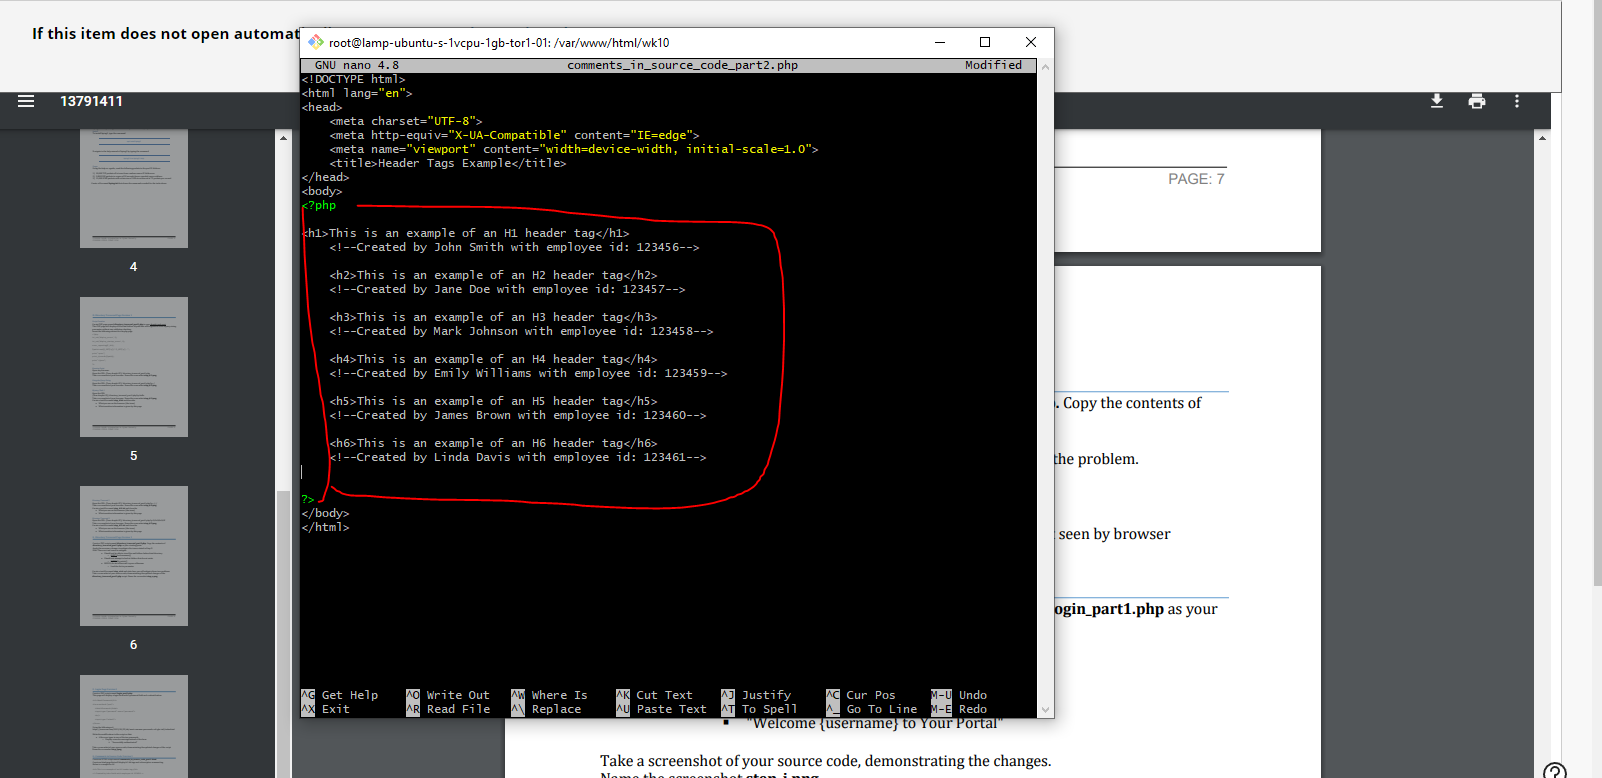 If this item does not open automat
root@lamp-ubuntu-s-1vcpu-1gb-tor1-01: /var/www/html/wk10
GNU nano 4.8 comments_in_source_code_part2.php Modified
<!DOCTYPE html>
<html lang="en">
<head>
<meta charset="UTF-8">
<meta http-equiv="X-UA-Compatible" content="IE=edge">
<meta name="viewport" content="width=device-width, initial-scale=1.0">
<title>Header Tags Example</title>
</head>
<body>
<?php
<h1>This is an example of an H1 header tag</h1>
<!--Created by John Smith with employee id: 123456-->
<h2>This is an example of an H2 header tag</h2>
<!--Created by Jane Doe with employee id: 123457-->
<h3>This is an example of an H3 header tag</h3>
<!--Created by Mark Johnson with employee id: 123458-->
<h4>This is an example of an H4 header tag</h4>
<!--Created by Emily Williams with employee id: 123459-->
<h5>This is an example of an H5 header tag</h5>
<!--Created by James Brown with employee id: 123460-->
<h6>This is an example of an H6 header tag</h6>
<!--Created by Linda Davis with employee id: 123461-->
?>
</body>
</html>
^G Get Help ^O Write Out ^W Where Is ^K Cut Text ^J Justify ^C Cur Pos M-U Undo
^X Exit ^R Read File ^\ Replace ^U Paste Text ^T To Spell ^_ Go To Line M-E Redo
13791411
4
5
6
PAGE: 7
. Copy the contents of
the problem.
seen by browser
ogin_part1.php as your
"Welcome {username} to Your Portal"
Take a screenshot of your source code, demonstrating the changes.
Name the screenshot step_i.png